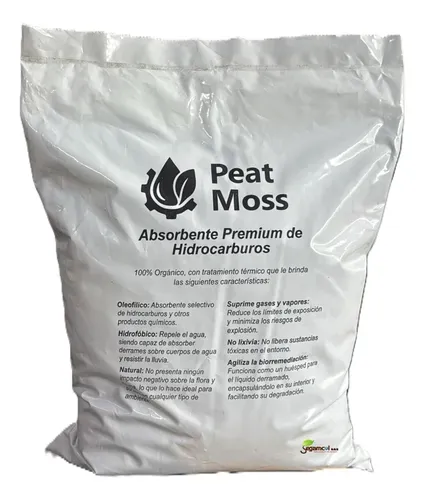 Peat
Moss
Absorbente Premium de
Hidrocarburos
100% Orgánico, con tratamiento térmico que le brinda
las siguientes características:
Oleofílico: Absorbente selectivo
de hidrocarburos y otros
productos químicos.
Hidrofóbico: Repele el agua,
siendo capaz de absorber
derrames sobre cuerpos de agua
y resistir la lluvia.
Natural: No presenta ningún
impacto negativo sobre la flora y
lo que lo hace ideal para
cualquier tipo de
Suprime gases y vapores:
Reduce los límites de exposición
y minimiza los riesgos de
explosión.
No lixivia: No libera sustancias
tóxicas en el entorno.
Agiliza la biorremediación:
Funciona como un huésped para
el líquido derramado,
encapsulándolo en su interior y
facilitando su degradación.
yigamcol s.a.s